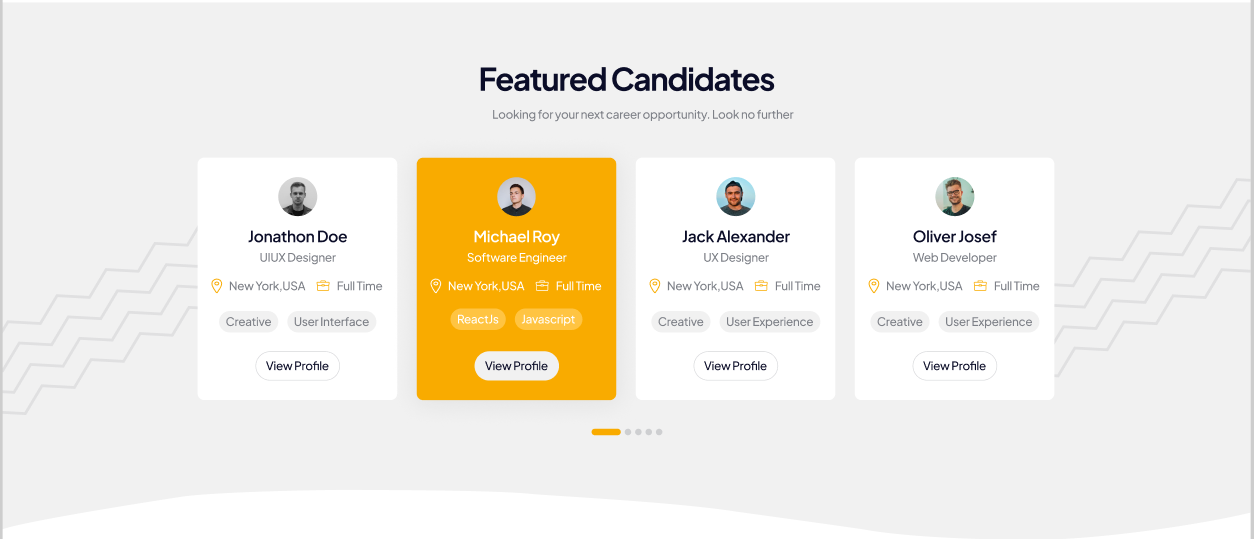 Featured Candidates
Looking for your next career opportunity. Look no further
Jonathon Doe
UIUX Designer
New York,USA Full Time
Creative User Interface
View Profile
Michael Roy
Software Engineer
New York,USA Full Time
ReactJs Javascript
View Profile
Jack Alexander
UX Designer
New York,USA Full Time
Creative User Experience
View Profile
Oliver Josef
Web Developer
New York,USA Full Time
Creative User Experience
View Profile